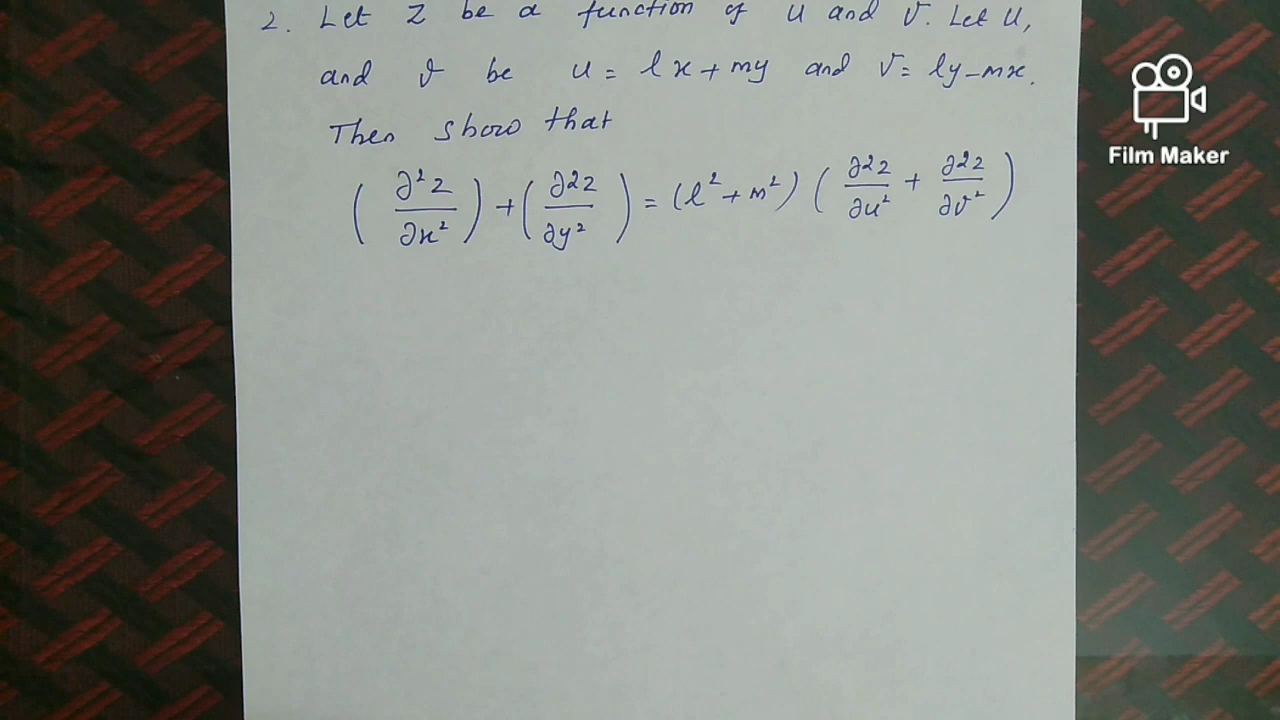 2. Let Z be a function of u and v. Let u,
and v be u = lx + my and v = ly - mx.
Then show that
(∂²z/∂x²) + (∂²z/∂y²) = (l² + m²) (∂²z/∂u² + ∂²z/∂v²)
Film Maker